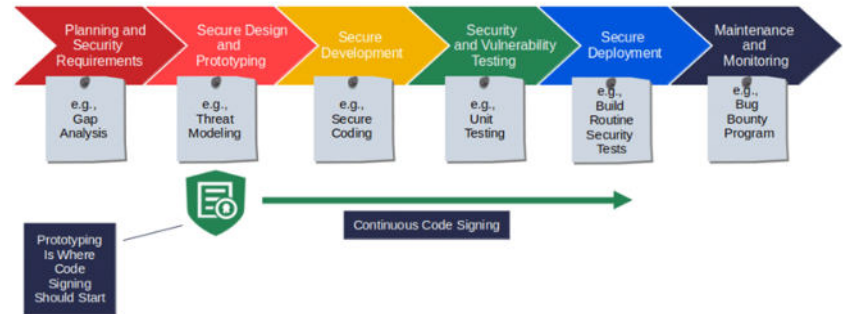 Planning and
Security
Requirements
Secure Design
and
Prototyping
Secure
Development
Security
and Vulnerability
Testing
Secure
Deployment
Maintenance
and
Monitoring
e.g.,
Gap
Analysis
e.g.,
Threat
Modeling
e.g.,
Secure
Coding
e.g.,
Unit
Testing
e.g.,
Build
Routine
Security
Tests
e.g.,
Bug
Bounty
Program
Continuous Code Signing
Prototyping
Is Where
Code
Signing
Should Start